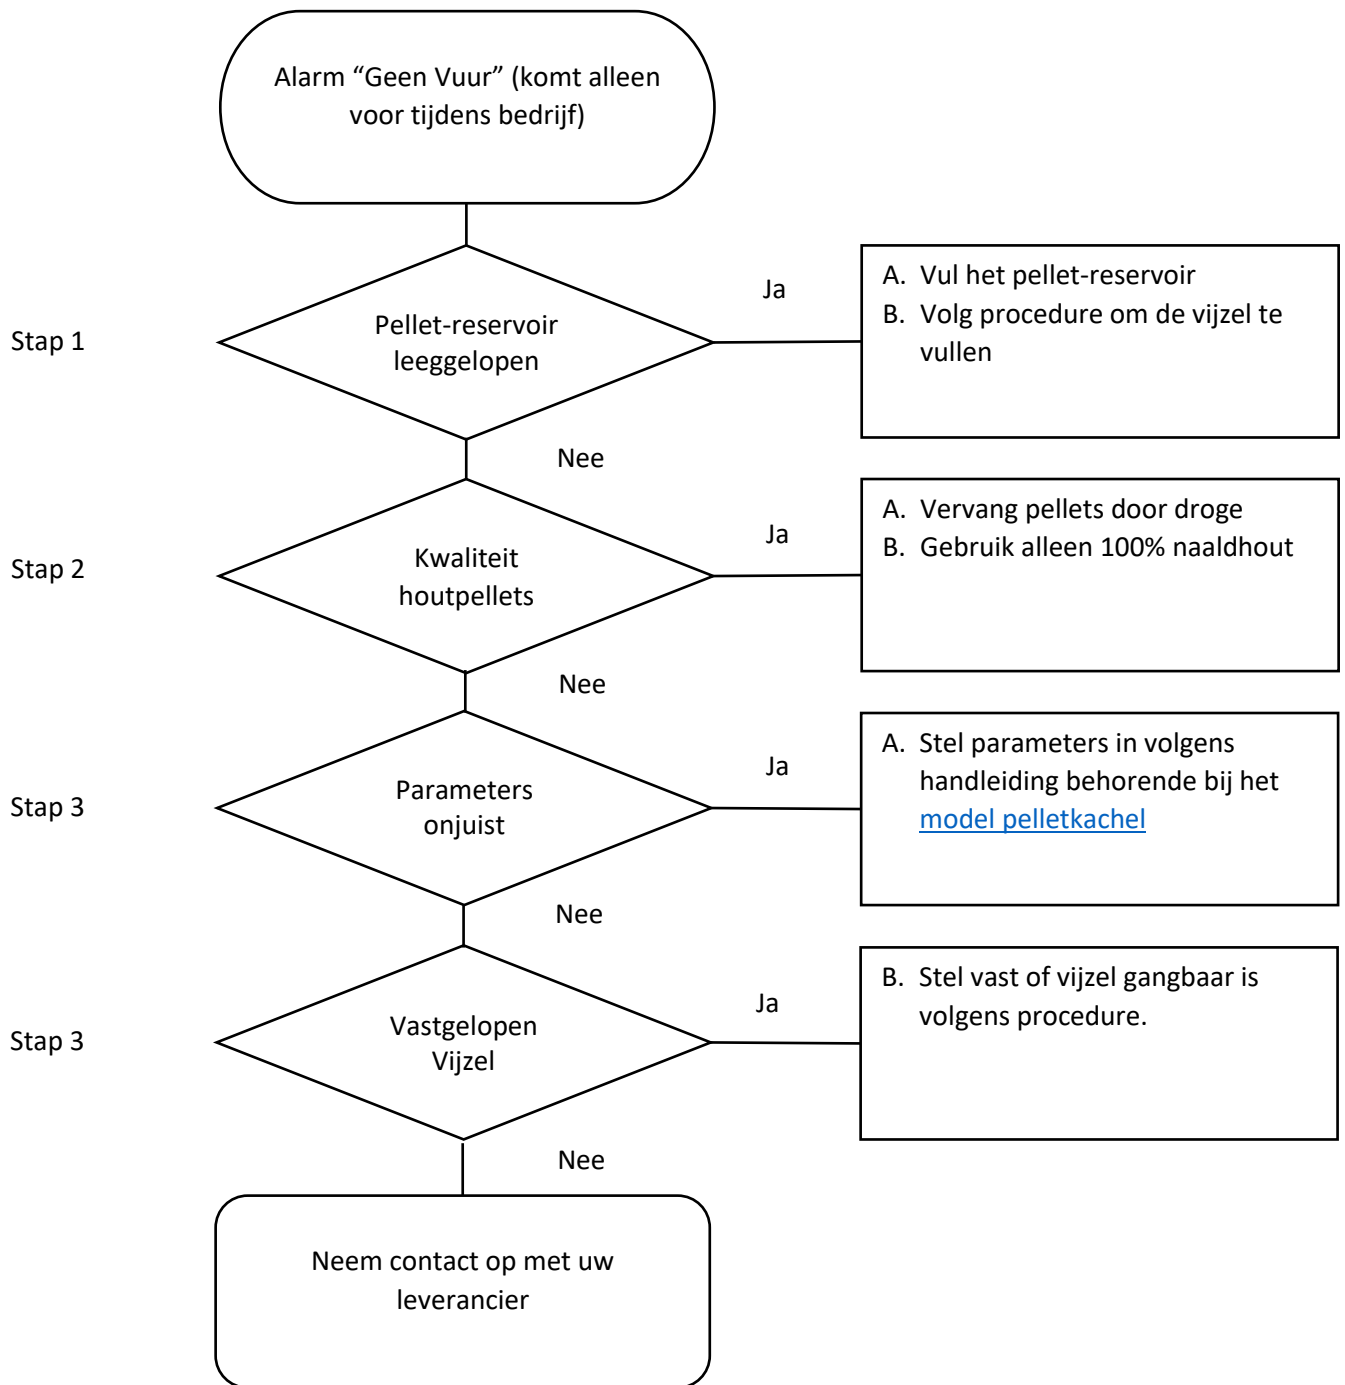 Alarm “Geen Vuur” (komt alleen
voor tijdens bedrijf)
Stap 1
Pellet-reservoir
leeggelopen
Ja
A. Vul het pellet-reservoir
B. Volg procedure om de vijzel te
vullen
Nee
Stap 2
Kwaliteit
houtpellets
Ja
A. Vervang pellets door droge
B. Gebruik alleen 100% naaldhout
Nee
Stap 3
Parameters
onjuist
Ja
A. Stel parameters in volgens
handleiding behorende bij het
model pelletkachel
Nee
Stap 3
Vastgelopen
Vijzel
Ja
B. Stel vast of vijzel gangbaar is
volgens procedure.
Nee
Neem contact op met uw
leverancier